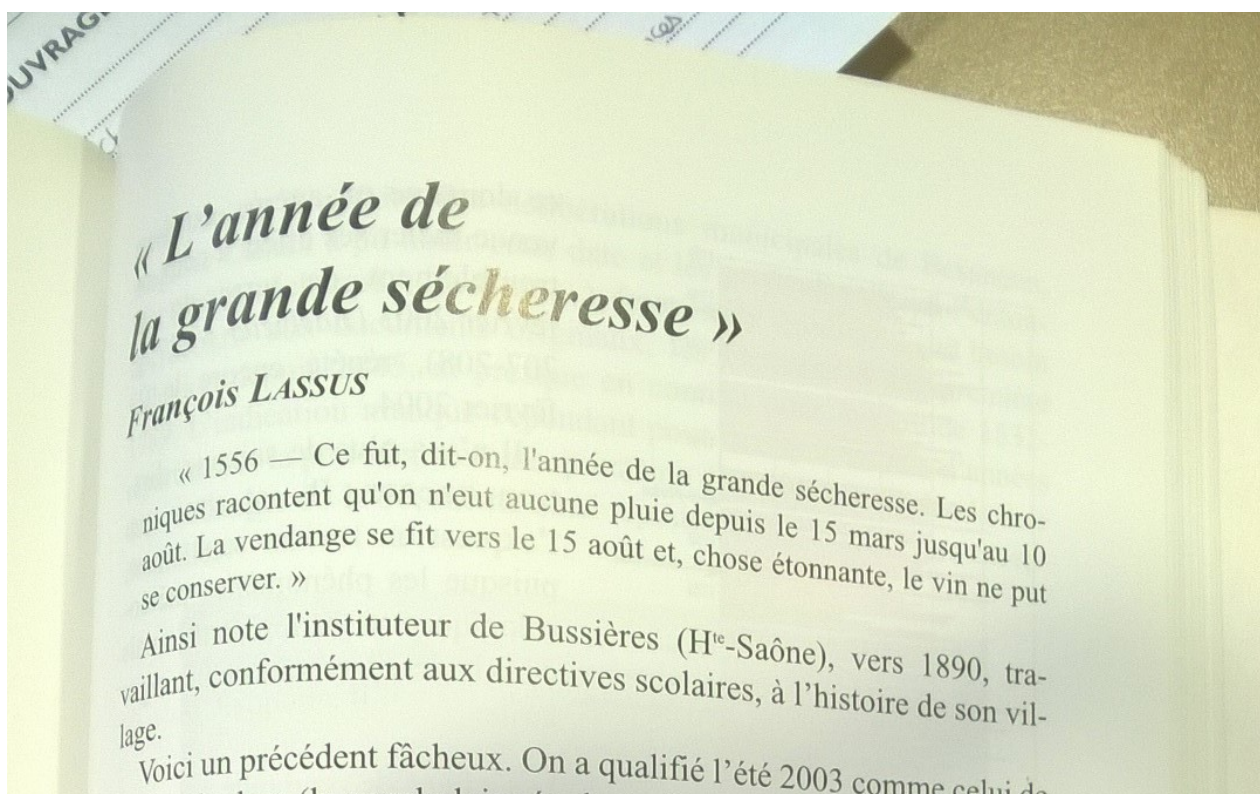 OUVRAG
« L'année de
la grande sécheresse »
François LASSUS
« 1556 — Ce fut, dit-on, l'année de la grande sécheresse. Les chro-
niques racontent qu'on n'eut aucune pluie depuis le 15 mars jusqu'au 10
août. La vendange se fit vers le 15 août et, chose étonnante, le vin ne put
se conserver. »
Ainsi note l'instituteur de Bussières (Hte-Saône), vers 1890, tra-
vaillant, conformément aux directives scolaires, à l'histoire de son vil-
lage.
Voici un précédent fâcheux. On a qualifié l'été 2003 comme celui de